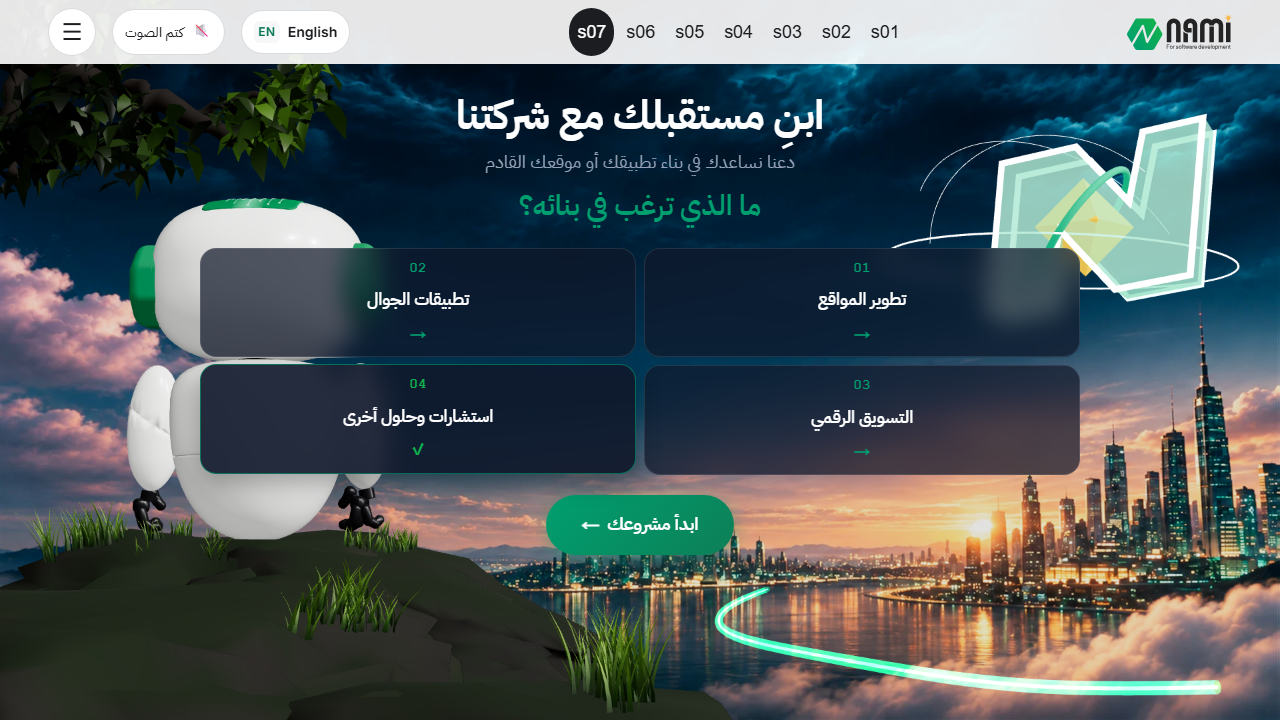 nami
For software development
s01
s02
s03
s04
s05
s06
s07
English EN
كتم الصوت
ابنِ مستقبلك مع شركتنا
دعنا نساعدك في بناء تطبيقك أو موقعك القادم
ما الذي ترغب في بنائه؟
01
تطوير المواقع
→
02
تطبيقات الجوال
→
03
التسويق الرقمي
→
04
استشارات وحلول أخرى
✓
ابدأ مشروعك ←